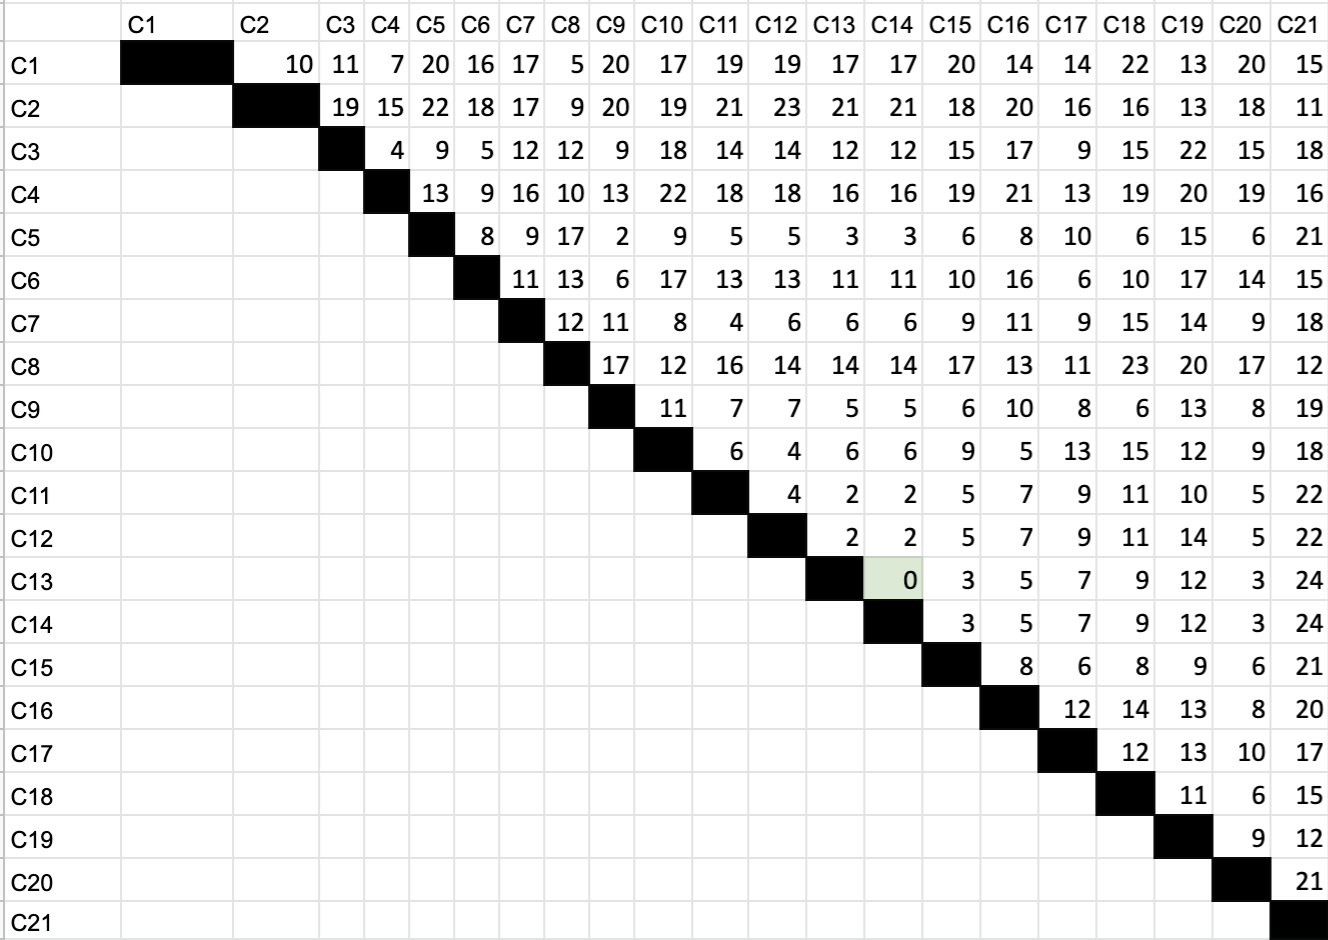 C1 C2 C3 C4 C5 C6 C7 C8 C9 C10 C11 C12 C13 C14 C15 C16 C17 C18 C19 C20 C21
C1 10 11 7 20 16 17 5 20 17 19 19 17 17 20 14 14 22 13 20 15
C2 19 15 22 18 17 9 20 19 21 23 21 21 18 20 16 16 13 18 11
C3 4 9 5 12 12 9 18 14 14 12 12 15 17 9 15 22 15 18
C4 13 9 16 10 13 22 18 18 16 16 19 21 13 19 20 19 16
C5 8 9 17 2 9 5 5 3 3 6 8 10 6 15 6 21
C6 11 13 6 17 13 13 11 11 10 16 6 10 17 14 15
C7 12 11 8 4 6 6 6 9 11 9 15 14 9 18
C8 17 12 16 14 14 14 17 13 11 23 20 17 12
C9 11 7 7 5 5 6 10 8 6 13 8 19
C10 6 4 6 6 9 5 13 15 12 9 18
C11 4 2 2 5 7 9 11 10 5 22
C12 2 2 5 7 9 11 14 5 22
C13 0 3 5 7 9 12 3 24
C14 3 5 7 9 12 3 24
C15 8 6 8 9 6 21
C16 12 14 13 8 20
C17 12 13 10 17
C18 11 6 15
C19 9 12
C20 21
C21